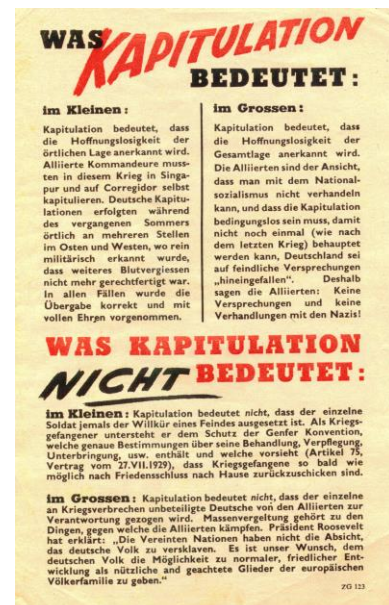 WAS KAPITULATION
BEDEUTET:
im Kleinen:
Kapitulation bedeutet, dass
die Hoffnungslosigkeit der
örtlichen Lage anerkannt wird.
Alliierte Kommandeure muss-
ten in diesem Krieg in Singa-
pur und auf Corregidor selbst
kapitulieren. Deutsche Kapitu-
lationen erfolgten während
des vergangenen Sommers
örtlich an mehreren Stellen
im Osten und Westen, wo rein
militärisch erkannt wurde,
dass weiteres Blutvergiessen
nicht mehr gerechtfertigt war.
In allen Fällen wurde die
Übergabe korrekt und mit
vollen Ehren vorgenommen.
im Grossen:
Kapitulation bedeutet, dass
die Hoffnungslosigkeit der
Gesamtlage anerkannt wird.
Die Alliierten sind der Ansicht,
dass man mit dem National-
sozialismus nicht verhandeln
kann, und dass die Kapitulation
bedingungslos sein muss, damit
nicht noch einmal (wie nach
dem letzten Krieg) behauptet
werden kann, Deutschland sei
auf feindliche Versprechungen
„hineingefallen". Deshalb
sagen die Alliierten: Keine
Versprechungen und keine
Verhandlungen mit den Nazis!
WAS KAPITULATION
NICHT BEDEUTET:
im Kleinen: Kapitulation bedeutet nicht, dass der einzelne
Soldat jemals der Willkür eines Feindes ausgesetzt ist. Als Kriegs-
gefangener untersteht er dem Schutz der Genfer Konvention,
welche genaue Bestimmungen über seine Behandlung, Verpflegung,
Unterbringung, usw. enthält und welche vorsieht (Artikel 75,
Vertrag vom 27.VII.1929), dass Kriegsgefangene so bald wie
möglich nach Friedensschluss nach Hause zurückzuschicken sind.
im Grossen: Kapitulation bedeutet nicht, dass der einzelne
an Kriegsverbrechen unbeteiligte Deutsche von den Alliierten zur
Verantwortung gezogen wird. Massenvergeltung gehört zu den
Dingen, gegen welche die Alliierten kämpfen. Präsident Roosevelt
hat erklärt: „Die Vereinten Nationen haben nicht die Absicht,
das deutsche Volk zu versklaven. Es ist unser Wunsch, dem
deutschen Volk die Möglichkeit zu normaler, friedlicher Ent-
wicklung als nützliche and geachtete Glieder der europäischen
Völkerfamilie zu geben."
ZG 123